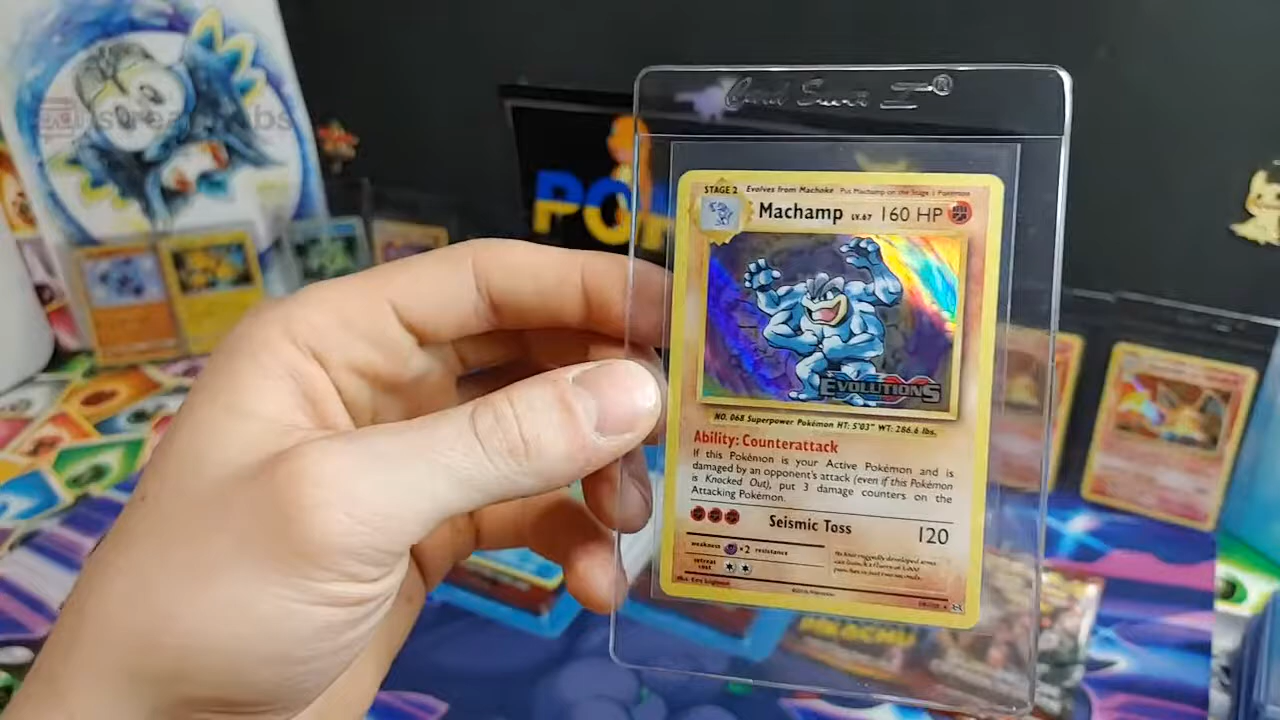 Card Saver I®
STAGE 2 Evolves from Machoke Put Machamp on the Stage 1 Pokémon
Machamp LV.67 160 HP
EVOLUTIONS
NO. 068 Superpower Pokémon HT: 5'03" WT: 286.6 lbs.
Ability: Counterattack
If this Pokémon is your Active Pokémon and is
damaged by an opponent's attack (even if this Pokémon
is Knocked Out), put 3 damage counters on the
Attacking Pokémon.
Seismic Toss 120
weakness ×2 resistance
retreat
cost
PIKACHU